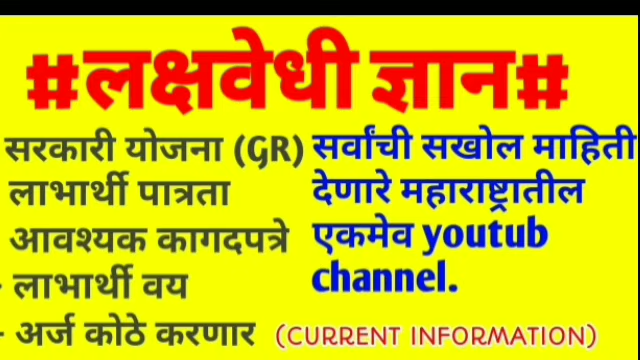 #लक्षवेधी ज्ञान#
सरकारी योजना (GR)
लाभार्थी पात्रता
आवश्यक कागदपत्रे
- लाभार्थी वय
- अर्ज कोठे करणार
सर्वांची सखोल माहिती
देणारे महाराष्ट्रातील
एकमेव youtub
channel.
(CURRENT INFORMATION)